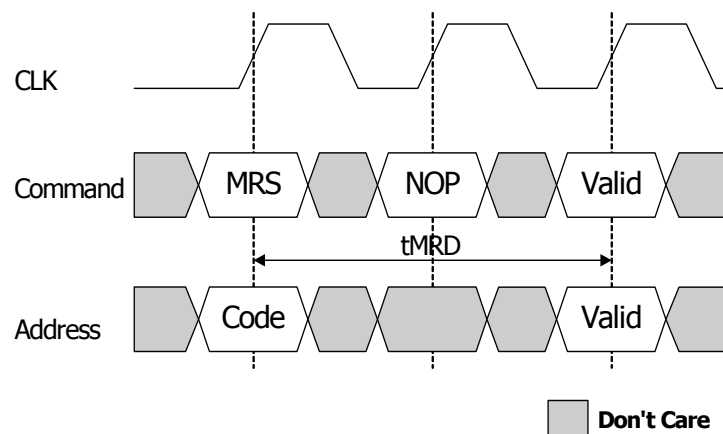 CLK
Command MRS NOP Valid
tMRD
Address Code Valid
Don't Care